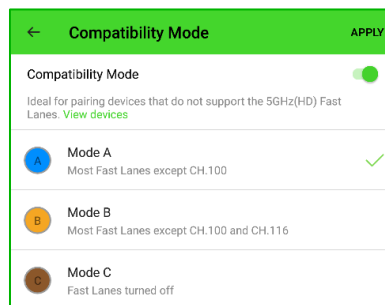 Compatibility Mode
APPLY
Compatibility Mode
Ideal for pairing devices that do not support the 5GHz(HD) Fast
Lanes. View devices
A
Mode A
Most Fast Lanes except CH.100
B
Mode B
Most Fast Lanes except CH.100 and CH.116
C
Mode C
Fast Lanes turned off